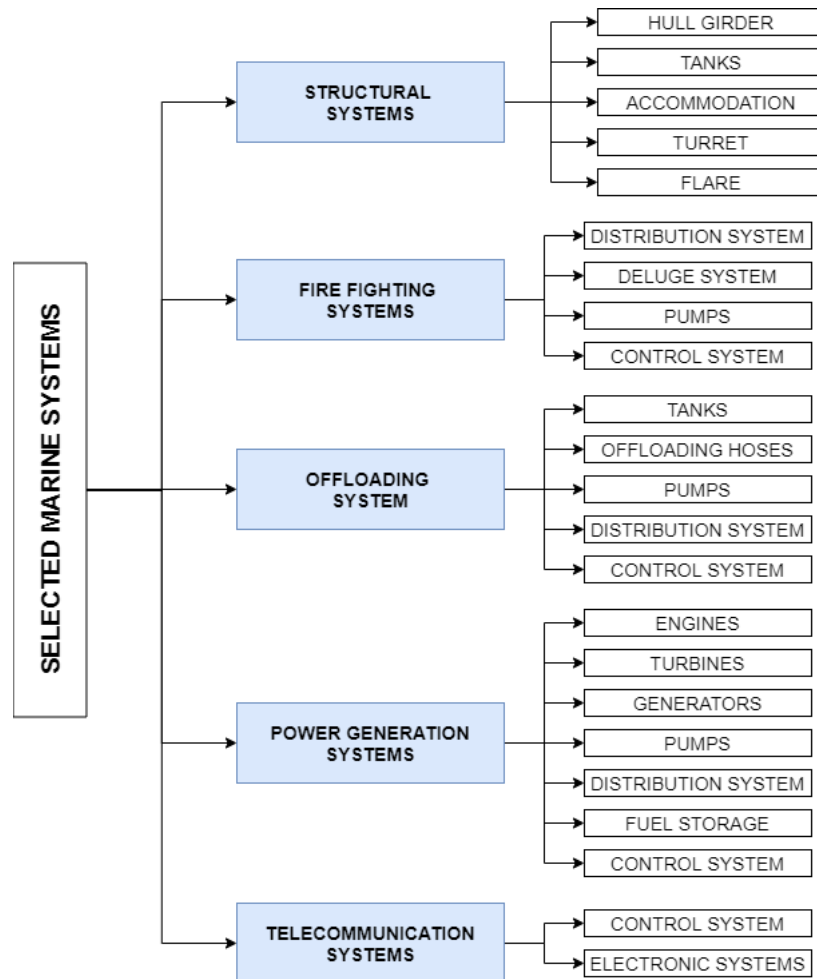 SELECTED MARINE SYSTEMS
STRUCTURAL
SYSTEMS
HULL GIRDER
TANKS
ACCOMMODATION
TURRET
FLARE
FIRE FIGHTING
SYSTEMS
DISTRIBUTION SYSTEM
DELUGE SYSTEM
PUMPS
CONTROL SYSTEM
OFFLOADING
SYSTEM
TANKS
OFFLOADING HOSES
PUMPS
DISTRIBUTION SYSTEM
CONTROL SYSTEM
POWER GENERATION
SYSTEMS
ENGINES
TURBINES
GENERATORS
PUMPS
DISTRIBUTION SYSTEM
FUEL STORAGE
CONTROL SYSTEM
TELECOMMUNICATION
SYSTEMS
CONTROL SYSTEM
ELECTRONIC SYSTEMS